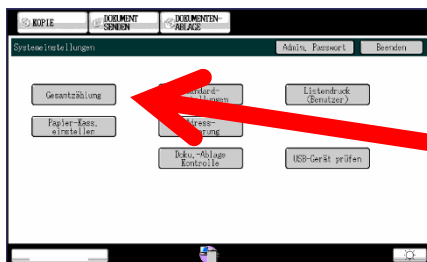 KOPIE
DOKUMENT
SENDEN
DOKUMENTEN-
ABLAGE
Systemeinstellungen
Admin. Passwort
Beenden
Gesamtzählung
Listendruck
(Benutzer)
Papier-Kass.
einstellen
Doku.-Ablage
Kontrolle
USB-Gerät prüfen